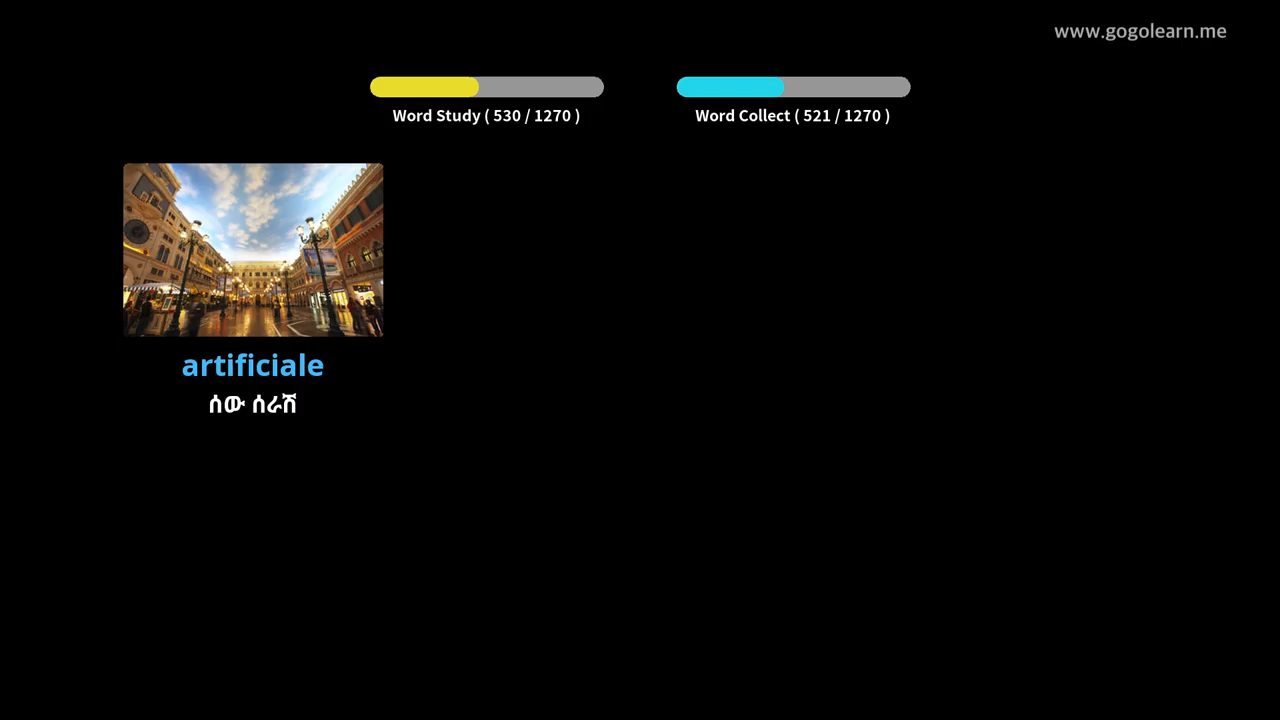 www.gogolearn.me
Word Study ( 530 / 1270 )
Word Collect ( 521 / 1270 )
artificiale
ሰው ሰራሽ